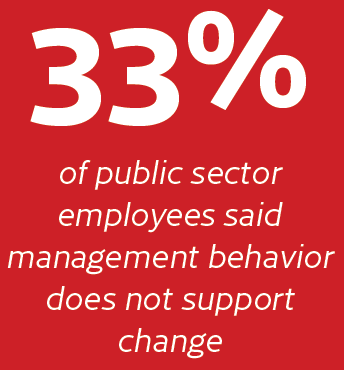 33%
of public sector
employees said
management behavior
does not support
change